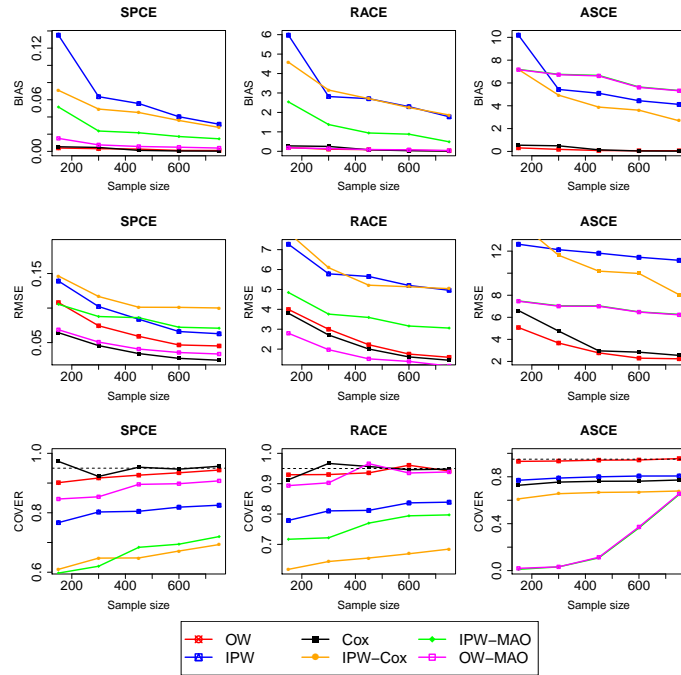 SPCE RACE ASCE
BIAS
0.00 0.06 0.12
200 400 600
Sample size
BIAS
0 1 2 3 4 5 6
200 400 600
Sample size
BIAS
0 2 4 6 8 10
200 400 600
Sample size
SPCE RACE ASCE
RMSE
0.05 0.15
200 400 600
Sample size
RMSE
2 3 4 5 6 7
200 400 600
Sample size
RMSE
2 4 6 8 12
200 400 600
Sample size
SPCE RACE ASCE
COVER
0.6 0.8 0.9 1.0
200 400 600
Sample size
COVER
0.7 0.9 1.0
200 400 600
Sample size
COVER
0.0 0.4 0.8
200 400 600
Sample size
OW Cox IPW-MAO
IPW IPW-Cox OW-MAO